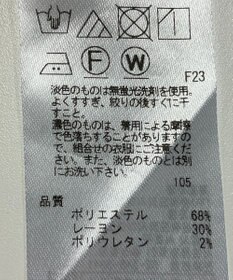 F W
F23
淡色のものは無蛍光洗剤を使用。
よくすすぎ、絞りの後すぐに干
すこと。
濃色のものは、着用による摩擦
で色落ちすることがありますの
で、組合せの衣服にご注意くだ
さい。また、淡色のものとは別
にお洗い下さい。
105
品質
ポリエステル 68%
レーヨン 30%
ポリウレタン 2%